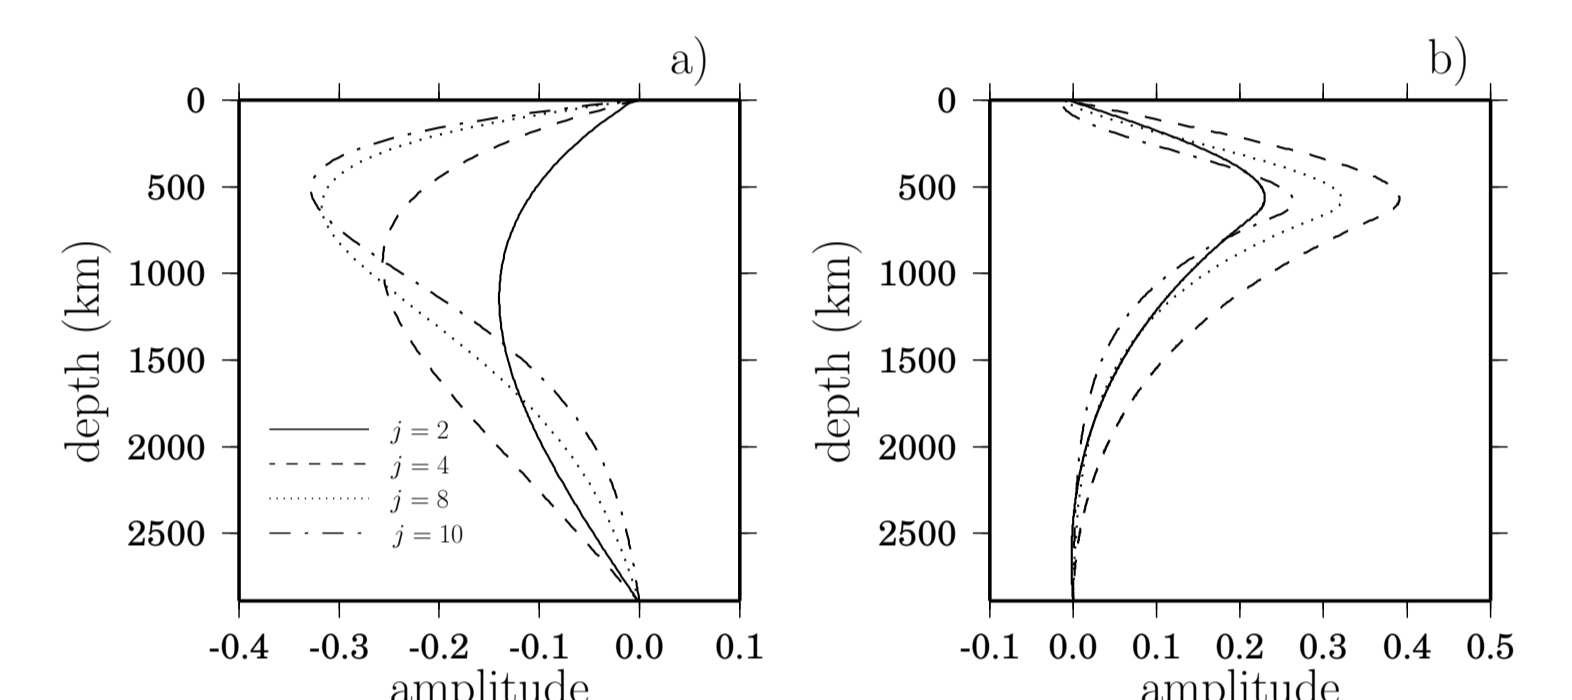 a)
0
500
1000
1500
2000
2500
depth (km)
j = 2
j = 4
j = 8
j = 10
-0.4 -0.3 -0.2 -0.1 0.0 0.1
amplitude
b)
0
500
1000
1500
2000
2500
depth (km)
-0.1 0.0 0.1 0.2 0.3 0.4 0.5
amplitude